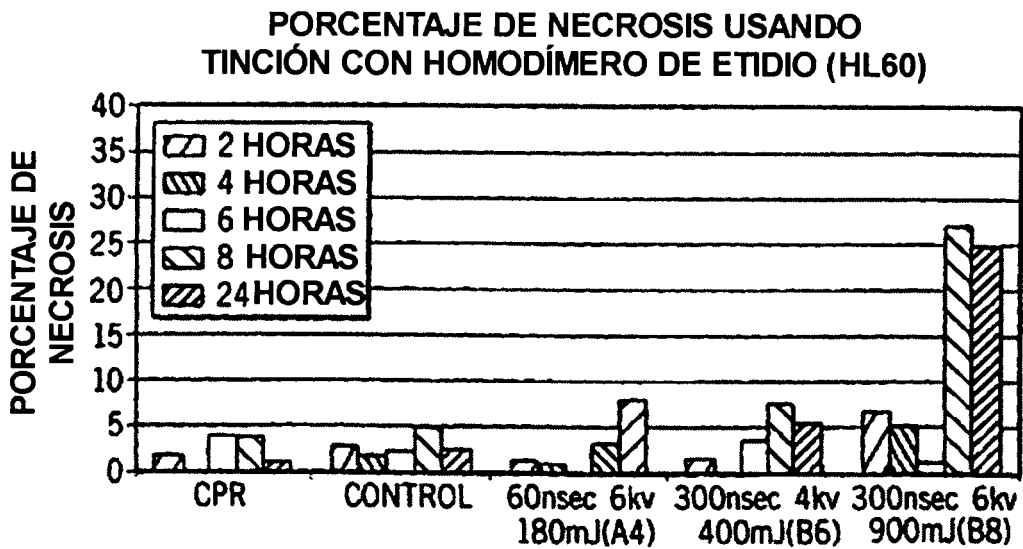 PORCENTAJE DE NECROSIS USANDO
TINCIÓN CON HOMODÍMERO DE ETIDIO (HL60)
PORCENTAJE DE
NECROSIS
40
35
30
25
20
15
10
5
0
2 HORAS
4 HORAS
6 HORAS
8 HORAS
24 HORAS
CPR
CONTROL
60nsec 6kv
180mJ(A4)
300nsec 4kv
400mJ(B6)
300nsec 6kv
900mJ(B8)